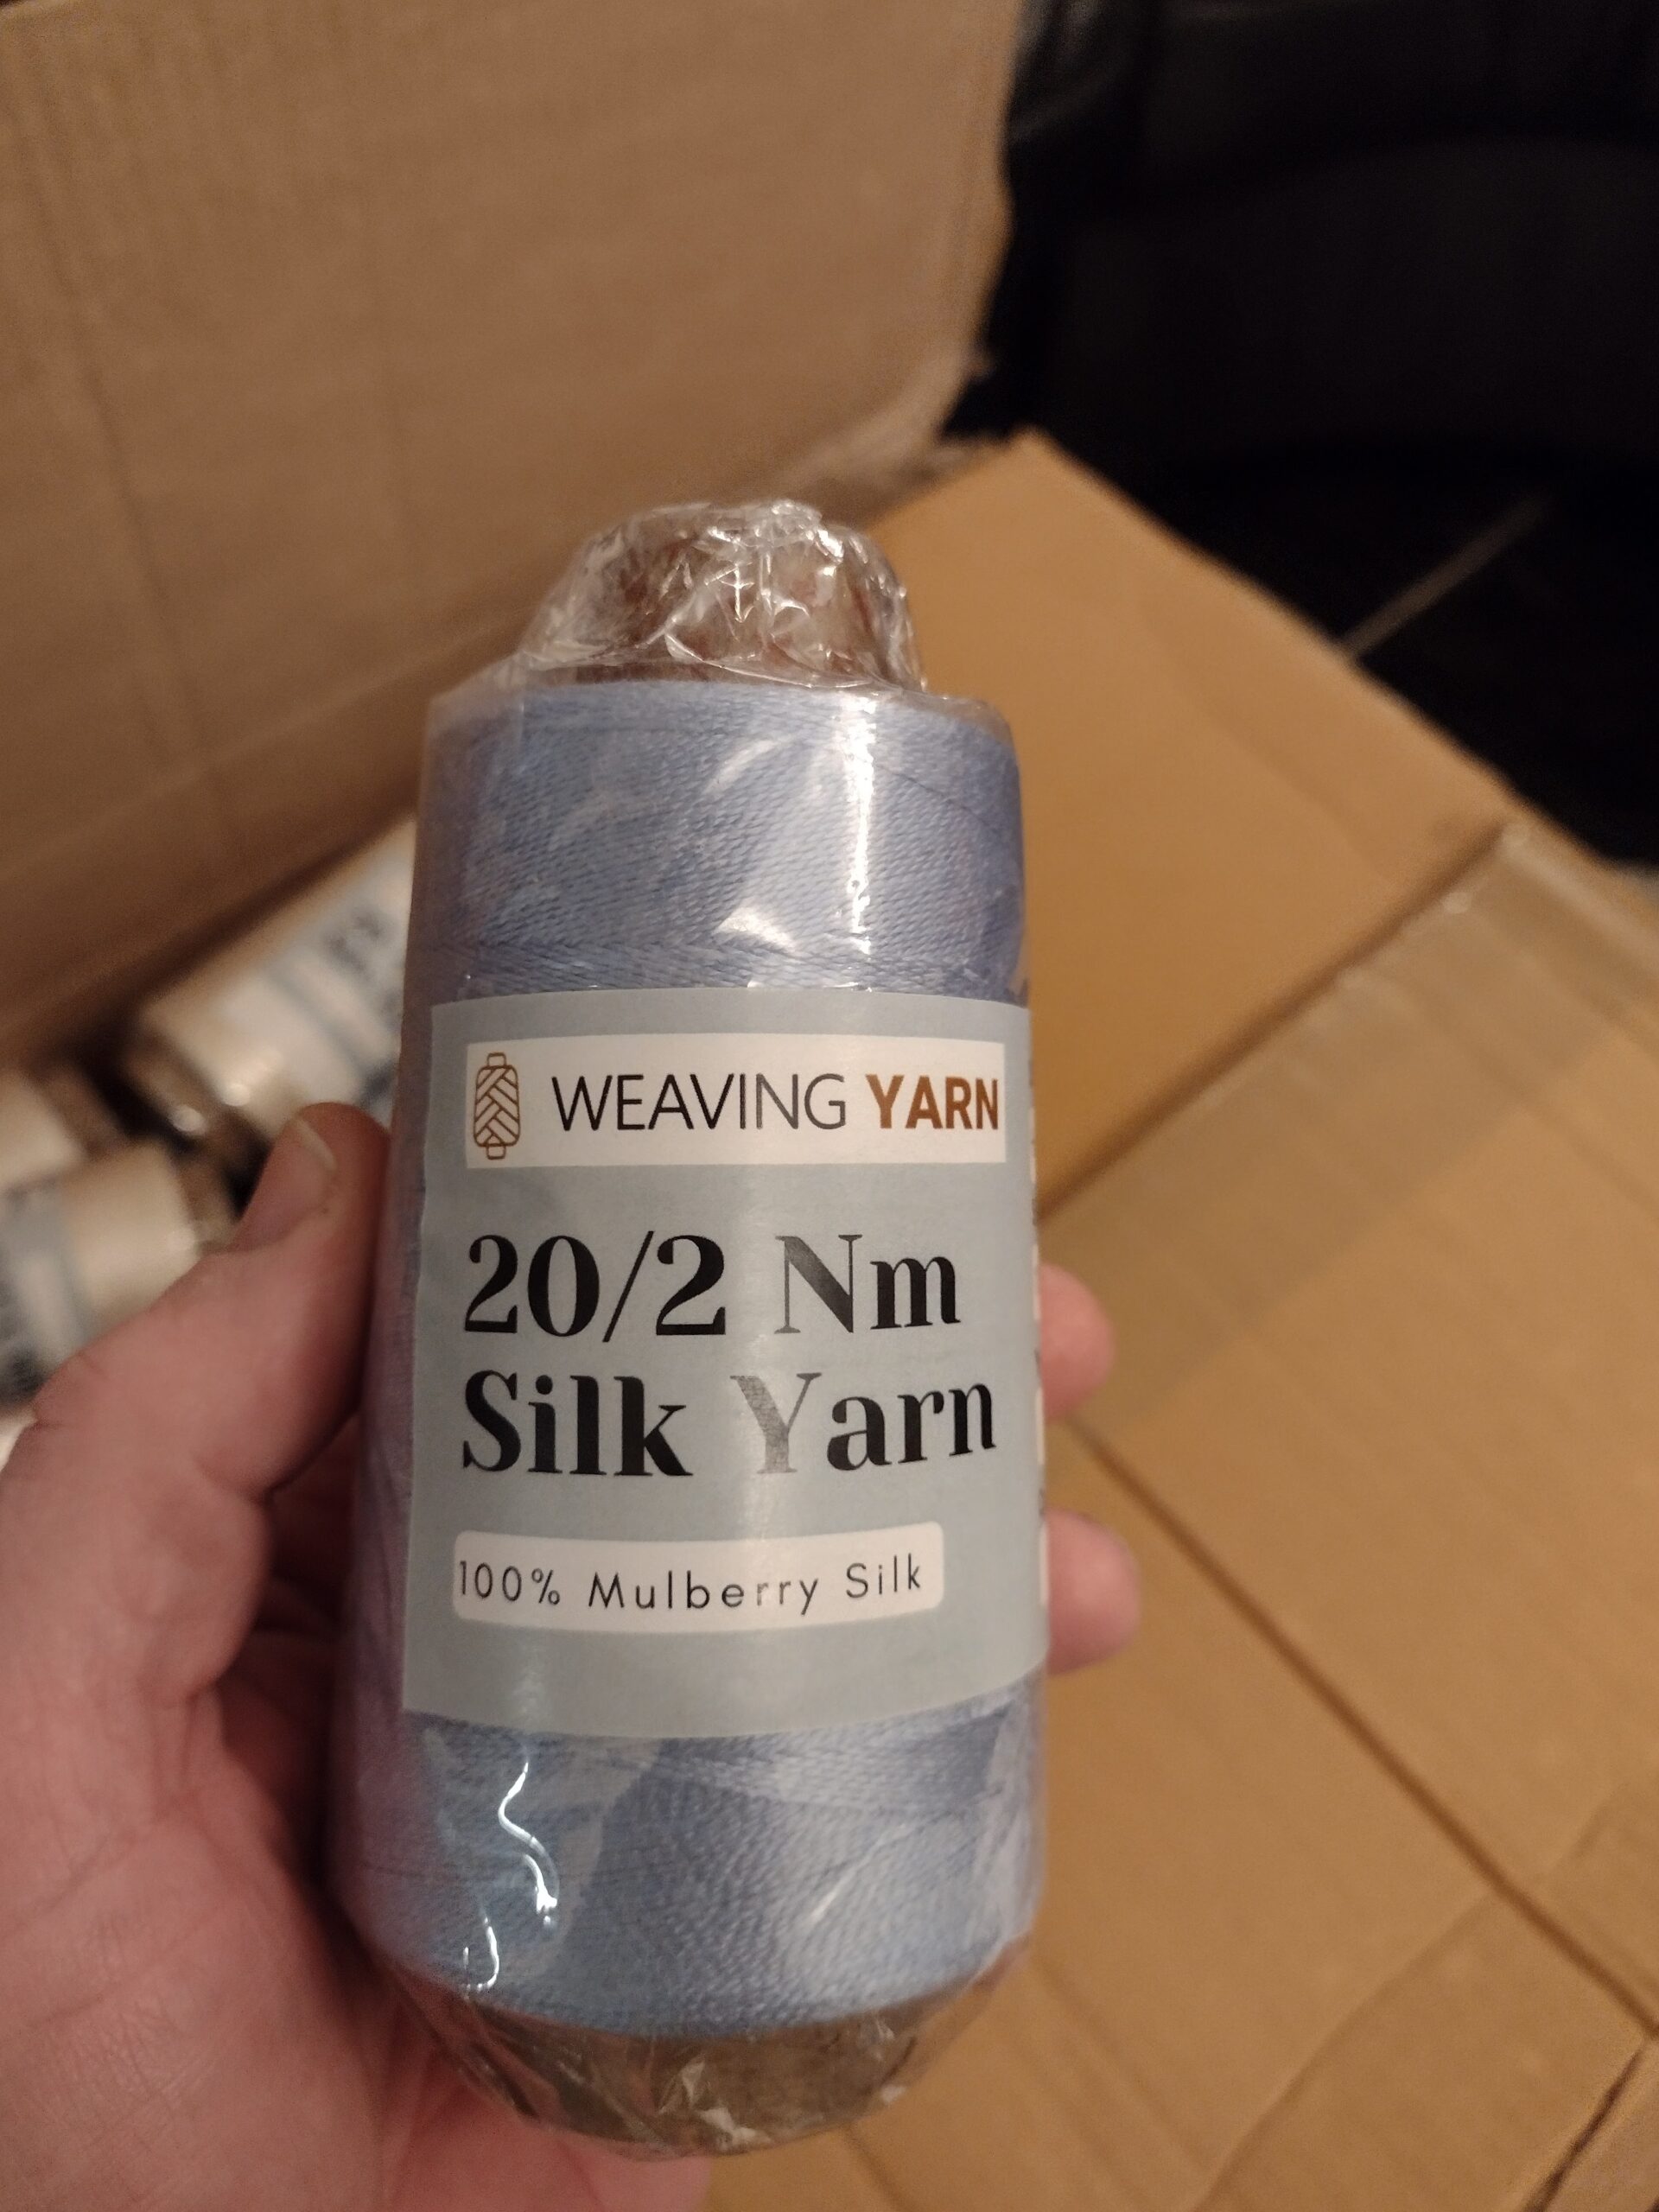 WEAVING YARN
20/2 Nm
Silk Yarn
100% Mulberry Silk